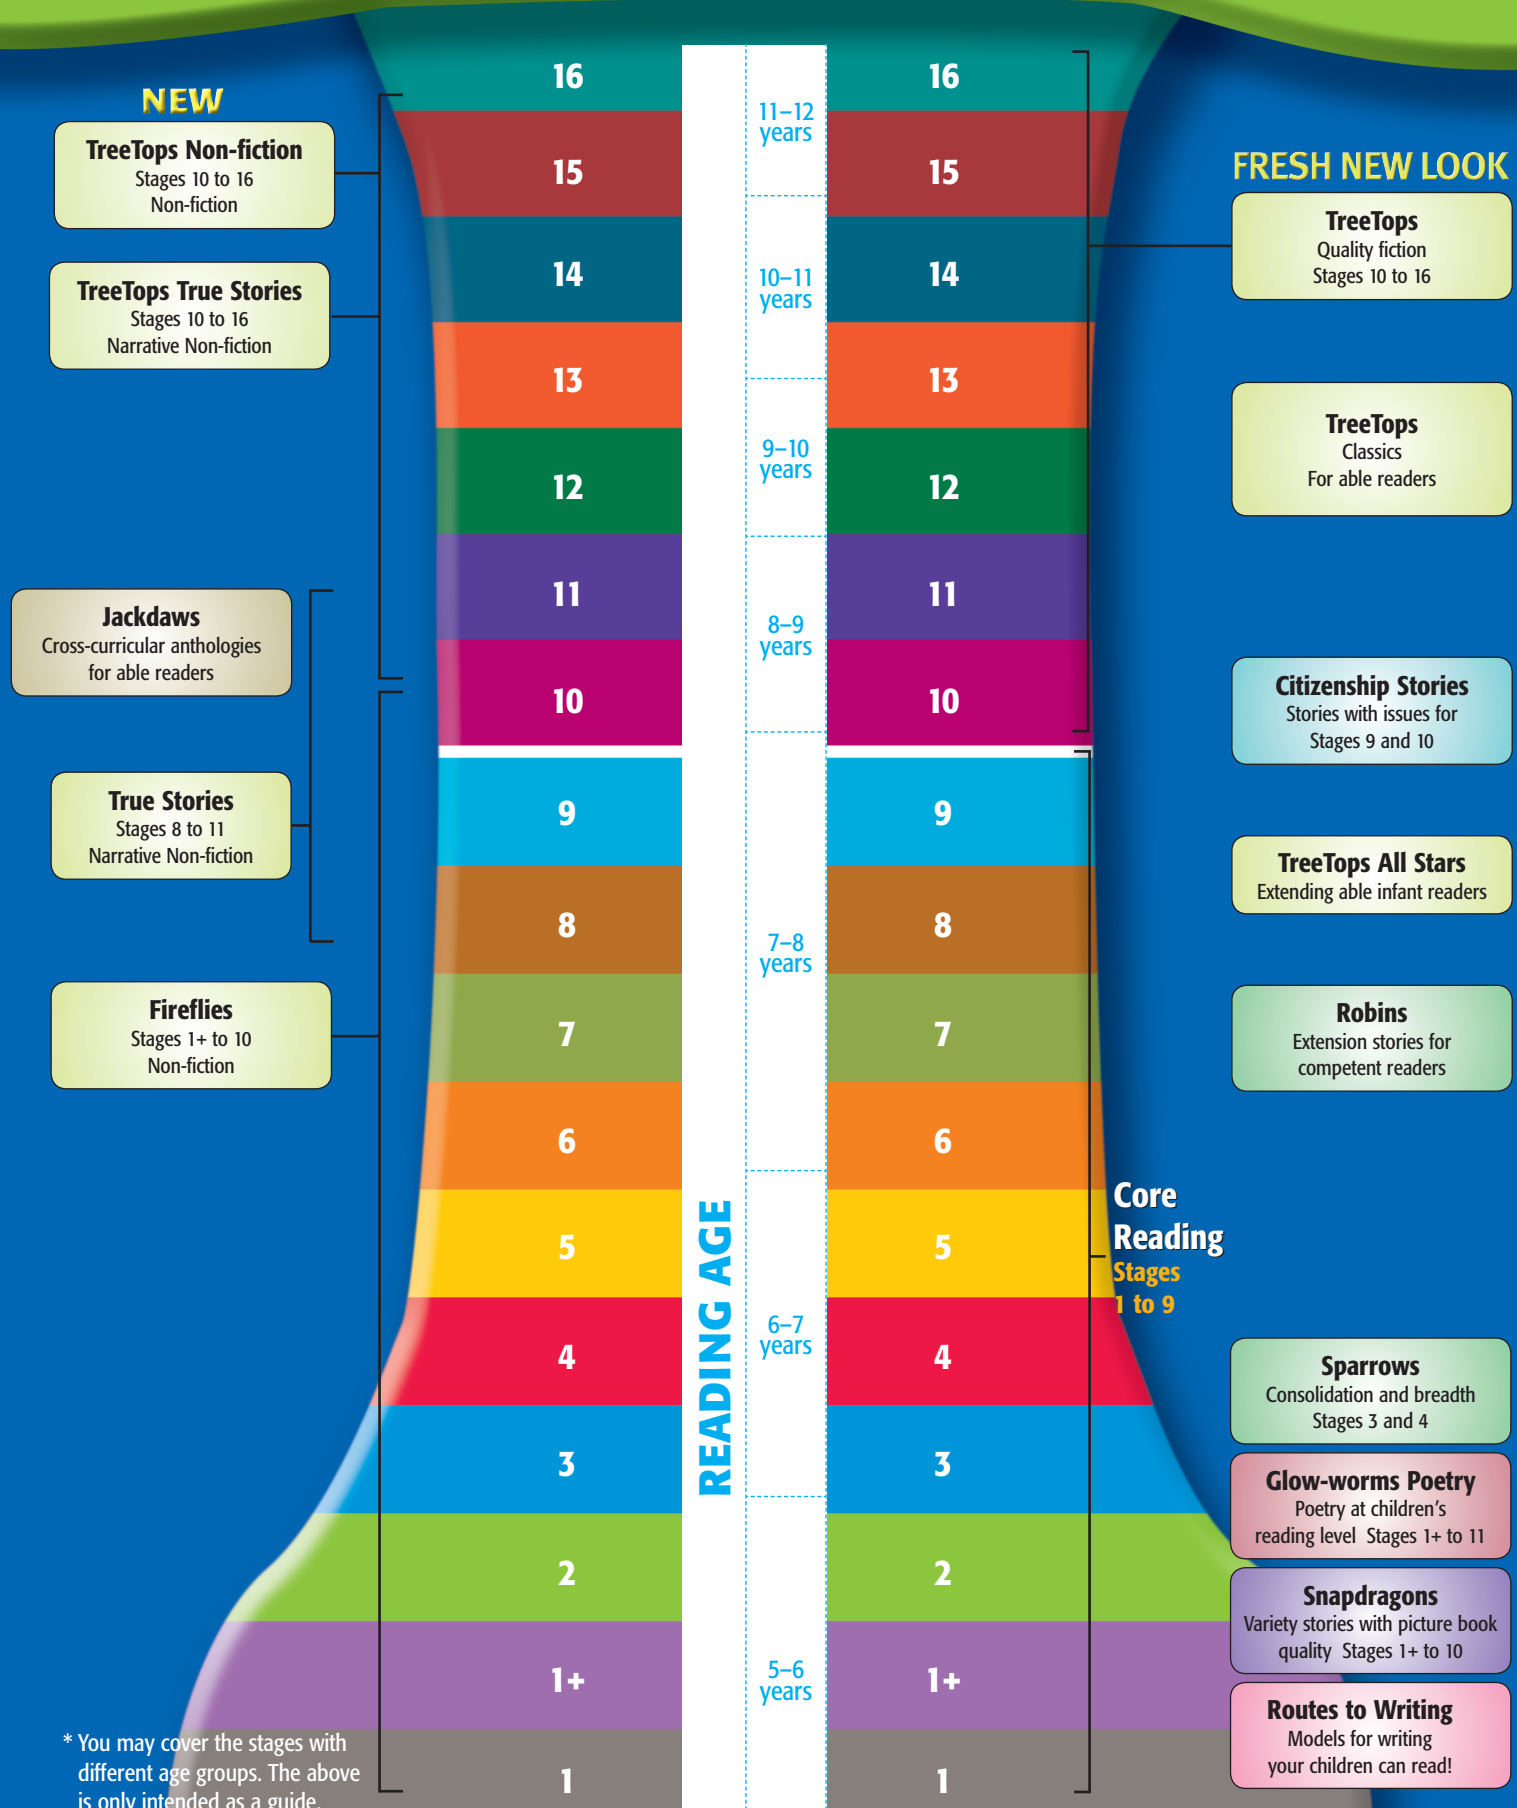 NEW
TreeTops Non-fiction
Stages 10 to 16
Non-fiction
TreeTops True Stories
Stages 10 to 16
Narrative Non-fiction
Jackdaws
Cross-curricular anthologies
for able readers
True Stories
Stages 8 to 11
Narrative Non-fiction
Fireflies
Stages 1+ to 10
Non-fiction
* You may cover the stages with
different age groups. The above
is only intended as a guide.
16
15
14
13
12
11
10
9
8
7
6
5
4
3
2
1+
1
READING AGE
11–12
years
10–11
years
9–10
years
8–9
years
7–8
years
6–7
years
5–6
years
16
15
14
13
12
11
10
9
8
7
6
5
4
3
2
1+
1
Core
Reading
Stages
1 to 9
FRESH NEW LOOK
TreeTops
Quality fiction
Stages 10 to 16
TreeTops
Classics
For able readers
Citizenship Stories
Stories with issues for
Stages 9 and 10
TreeTops All Stars
Extending able infant readers
Robins
Extension stories for
competent readers
Sparrows
Consolidation and breadth
Stages 3 and 4
Glow-worms Poetry
Poetry at children's
reading level Stages 1+ to 11
Snapdragons
Variety stories with picture book
quality Stages 1+ to 10
Routes to Writing
Models for writing
your children can read!